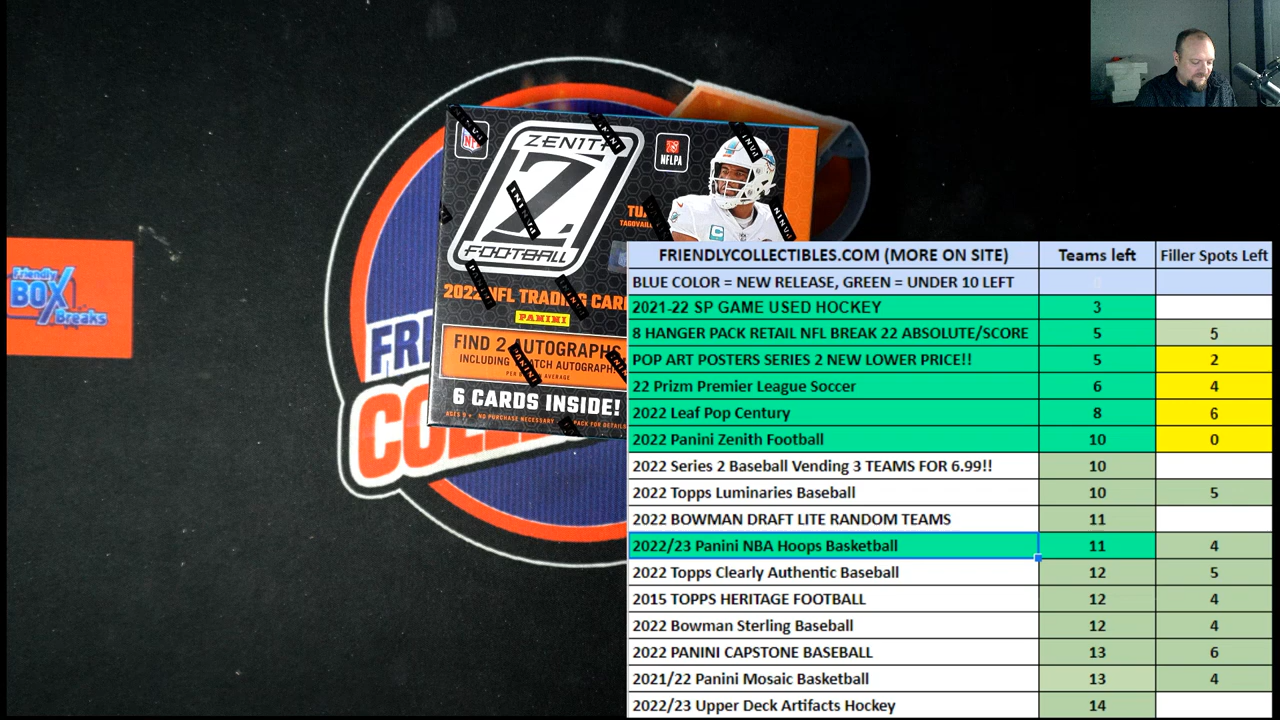 ZENITH
Z
FOOTBALL
NFL
NFLPA
2022 NFL TRADING CAR
PANINI
FIND 2 AUTOGRAPHS
6 CARDS INSIDE!
Friendly
BOX
Breaks
FRI
FRIENDLYCOLLECTIBLES.COM (MORE ON SITE) Teams left Filler Spots Left
BLUE COLOR = NEW RELEASE, GREEN = UNDER 10 LEFT 0
2021-22 SP GAME USED HOCKEY 3
8 HANGER PACK RETAIL NFL BREAK 22 ABSOLUTE/SCORE 5 5
POP ART POSTERS SERIES 2 NEW LOWER PRICE!! 5 2
22 Prizm Premier League Soccer 6 4
2022 Leaf Pop Century 8 6
2022 Panini Zenith Football 10 0
2022 Series 2 Baseball Vending 3 TEAMS FOR 6.99!! 10
2022 Topps Luminaries Baseball 10 5
2022 BOWMAN DRAFT LITE RANDOM TEAMS 11
2022/23 Panini NBA Hoops Basketball 11 4
2022 Topps Clearly Authentic Baseball 12 5
2015 TOPPS HERITAGE FOOTBALL 12 4
2022 Bowman Sterling Baseball 12 4
2022 PANINI CAPSTONE BASEBALL 13 6
2021/22 Panini Mosaic Basketball 13 4
2022/23 Upper Deck Artifacts Hockey 14